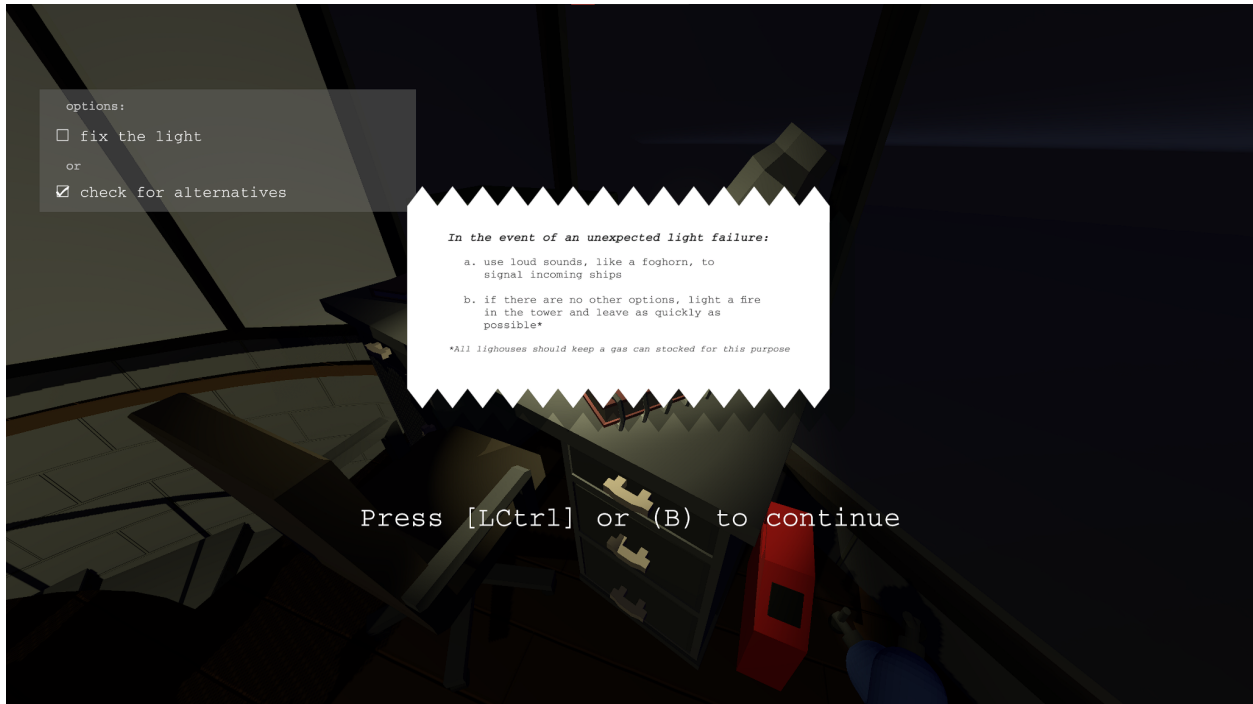 options:
fix the light
or
check for alternatives
In the event of an unexpected light failure:
a. use loud sounds, like a foghorn, to
signal incoming ships
b. if there are no other options, light a fire
in the tower and leave as quickly as
possible*
*All lighouses should keep a gas can stocked for this purpose
Press [LCtrl] or (B) to continue